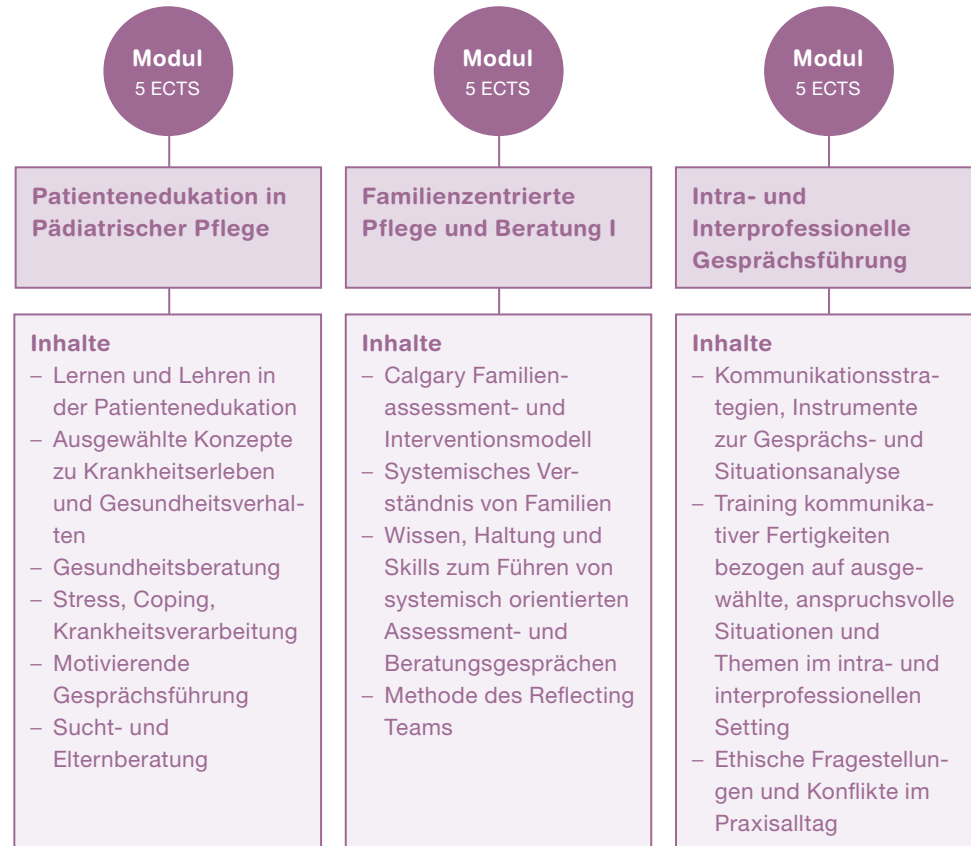 Modul
5 ECTS
Patientenedukation in
Pädiatrischer Pflege
Inhalte
– Lernen und Lehren in
der Patientenedukation
– Ausgewählte Konzepte
zu Krankheitserleben
und Gesundheitsverhal-
ten
– Gesundheitsberatung
– Stress, Coping,
Krankheitsverarbeitung
– Motivierende
Gesprächsführung
– Sucht- und
Elternberatung
Modul
5 ECTS
Familienzentrierte
Pflege und Beratung I
Inhalte
– Calgary Familien-
assessment- und
Interventionsmodell
– Systemisches Ver-
ständnis von Familien
– Wissen, Haltung und
Skills zum Führen von
systemisch orientierten
Assessment- und
Beratungsgesprächen
– Methode des Reflecting
Teams
Modul
5 ECTS
Intra- und
Interprofessionelle
Gesprächsführung
Inhalte
– Kommunikationsstra-
tegien, Instrumente
zur Gesprächs- und
Situationsanalyse
– Training kommunika-
tiver Fertigkeiten
bezogen auf ausge-
wählte, anspruchsvolle
Situationen und
Themen im intra- und
interprofessionellen
Setting
– Ethische Fragestellun-
gen und Konflikte im
Praxisalltag